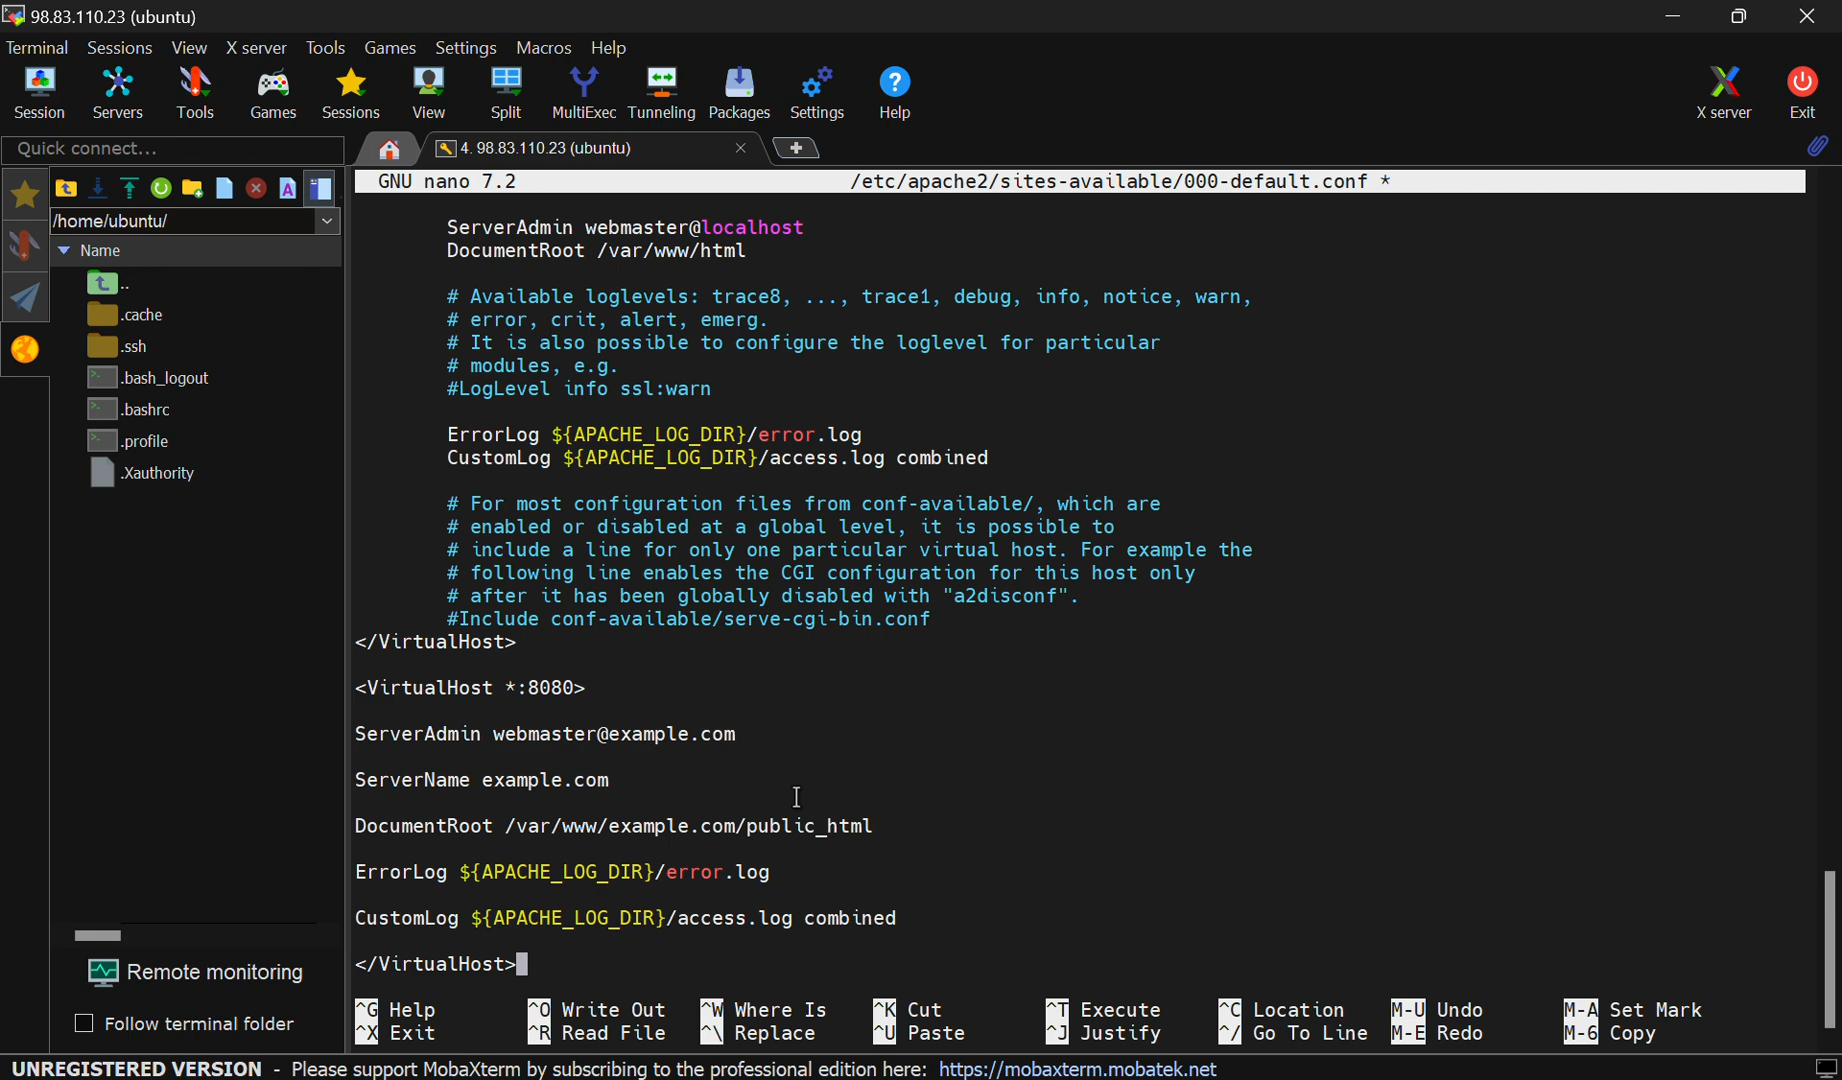 98.83.110.23 (ubuntu)
Terminal Sessions View X server Tools Games Settings Macros Help
Session Servers Tools Games Sessions View Split MultiExec Tunneling Packages Settings Help X server Exit
Quick connect...
4. 98.83.110.23 (ubuntu)
/home/ubuntu/
Name
..
.cache
.ssh
.bash_logout
.bashrc
.profile
.Xauthority
Remote monitoring
Follow terminal folder
GNU nano 7.2 /etc/apache2/sites-available/000-default.conf *
ServerAdmin webmaster@localhost
DocumentRoot /var/www/html
# Available loglevels: trace8, ..., trace1, debug, info, notice, warn,
# error, crit, alert, emerg.
# It is also possible to configure the loglevel for particular
# modules, e.g.
#LogLevel info ssl:warn
ErrorLog ${APACHE_LOG_DIR}/error.log
CustomLog ${APACHE_LOG_DIR}/access.log combined
# For most configuration files from conf-available/, which are
# enabled or disabled at a global level, it is possible to
# include a line for only one particular virtual host. For example the
# following line enables the CGI configuration for this host only
# after it has been globally disabled with "a2disconf".
#Include conf-available/serve-cgi-bin.conf
</VirtualHost>
<VirtualHost *:8080>
ServerAdmin webmaster@example.com
ServerName example.com
DocumentRoot /var/www/example.com/public_html
ErrorLog ${APACHE_LOG_DIR}/error.log
CustomLog ${APACHE_LOG_DIR}/access.log combined
</VirtualHost>
^G Help ^O Write Out ^W Where Is ^K Cut ^T Execute ^C Location M-U Undo M-A Set Mark
^X Exit ^R Read File ^\ Replace ^U Paste ^J Justify ^/ Go To Line M-E Redo M-6 Copy
UNREGISTERED VERSION - Please support MobaXterm by subscribing to the professional edition here: https://mobaxterm.mobatek.net